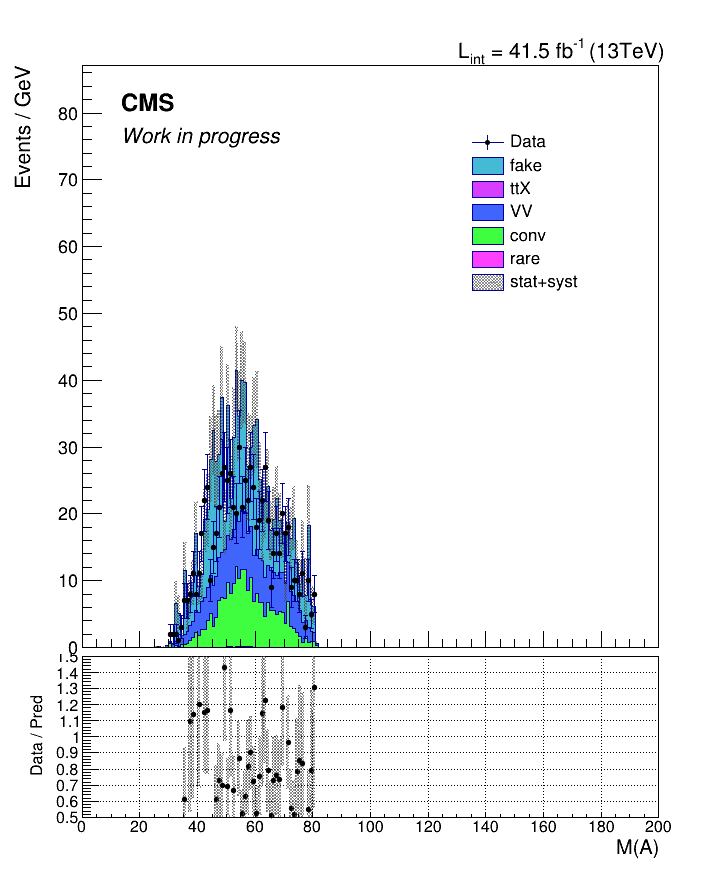 L_int = 41.5 fb^-1 (13TeV)
Events / GeV
CMS
Work in progress
Data
fake
ttX
VV
conv
rare
stat+syst
80
70
60
50
40
30
20
10
0
Data / Pred
1.5
1.4
1.3
1.2
1.1
1
0.9
0.8
0.7
0.6
0.5
0 20 40 60 80 100 120 140 160 180 200
M(A)